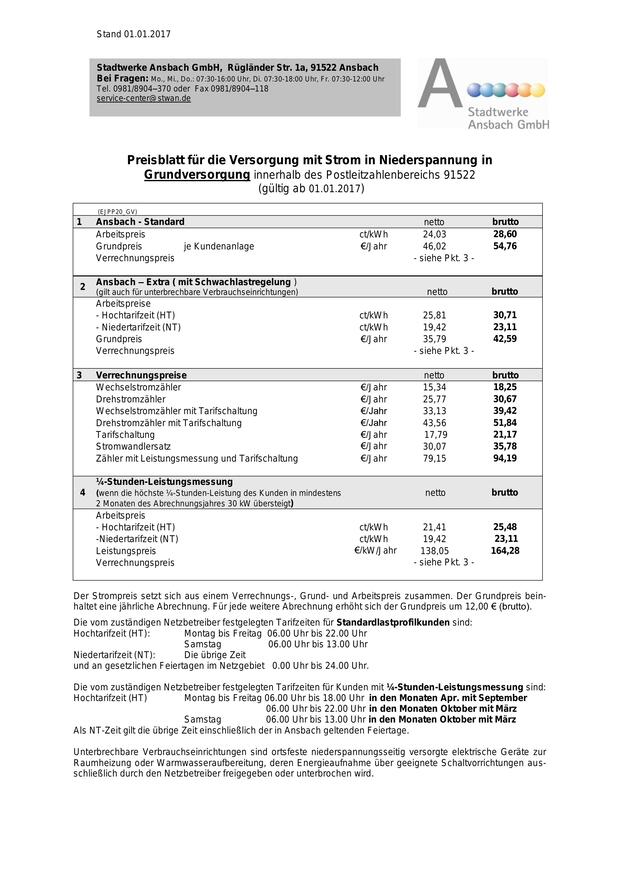 Stand 01.01.2017
Stadtwerke Ansbach GmbH, Rügländer Str. 1a, 91522 Ansbach
Bei Fragen: Mo., Mi., Do.: 07:30-16:00 Uhr, Di. 07:30-18:00 Uhr, Fr. 07:30-12:00 Uhr
Tel. 0981/8904–370 oder Fax 0981/8904–118
service-center@stwan.de
A
Stadtwerke
Ansbach GmbH
Preisblatt für die Versorgung mit Strom in Niederspannung in
Grundversorgung innerhalb des Postleitzahlenbereichs 91522
(gültig ab 01.01.2017)
(EJPP20_GV)
1 Ansbach - Standard netto brutto
Arbeitspreis ct/kWh 24,03 28,60
Grundpreis je Kundenanlage €/Jahr 46,02 54,76
Verrechnungspreis - siehe Pkt. 3 -
2 Ansbach – Extra ( mit Schwachlastregelung )
(gilt auch für unterbrechbare Verbrauchseinrichtungen) netto brutto
Arbeitspreise
- Hochtarifzeit (HT) ct/kWh 25,81 30,71
- Niedertarifzeit (NT) ct/kWh 19,42 23,11
Grundpreis €/Jahr 35,79 42,59
Verrechnungspreis - siehe Pkt. 3 -
3 Verrechnungspreise netto brutto
Wechselstromzähler €/Jahr 15,34 18,25
Drehstromzähler €/Jahr 25,77 30,67
Wechselstromzähler mit Tarifschaltung €/Jahr 33,13 39,42
Drehstromzähler mit Tarifschaltung €/Jahr 43,56 51,84
Tarifschaltung €/Jahr 17,79 21,17
Stromwandlersatz €/Jahr 30,07 35,78
Zähler mit Leistungsmessung und Tarifschaltung €/Jahr 79,15 94,19
¼-Stunden-Leistungsmessung
4 (wenn die höchste ¼-Stunden-Leistung des Kunden in mindestens netto brutto
2 Monaten des Abrechnungsjahres 30 kW übersteigt)
Arbeitspreis
- Hochtarifzeit (HT) ct/kWh 21,41 25,48
-Niedertarifzeit (NT) ct/kWh 19,42 23,11
Leistungspreis €/kW/Jahr 138,05 164,28
Verrechnungspreis - siehe Pkt. 3 -
Der Strompreis setzt sich aus einem Verrechnungs-, Grund- und Arbeitspreis zusammen. Der Grundpreis bein-
haltet eine jährliche Abrechnung. Für jede weitere Abrechnung erhöht sich der Grundpreis um 12,00 € (brutto).
Die vom zuständigen Netzbetreiber festgelegten Tarifzeiten für Standardlastprofilkunden sind:
Hochtarifzeit (HT): Montag bis Freitag 06.00 Uhr bis 22.00 Uhr
Samstag 06.00 Uhr bis 13.00 Uhr
Niedertarifzeit (NT): Die übrige Zeit
und an gesetzlichen Feiertagen im Netzgebiet 0.00 Uhr bis 24.00 Uhr.
Die vom zuständigen Netzbetreiber festgelegten Tarifzeiten für Kunden mit ¼-Stunden-Leistungsmessung sind:
Hochtarifzeit (HT) Montag bis Freitag 06.00 Uhr bis 18.00 Uhr in den Monaten Apr. mit September
06.00 Uhr bis 22.00 Uhr in den Monaten Oktober mit März
Samstag 06.00 Uhr bis 13.00 Uhr in den Monaten Oktober mit März
Als NT-Zeit gilt die übrige Zeit einschließlich der in Ansbach geltenden Feiertage.
Unterbrechbare Verbrauchseinrichtungen sind ortsfeste niederspannungsseitig versorgte elektrische Geräte zur
Raumheizung oder Warmwasseraufbereitung, deren Energieaufnahme über geeignete Schaltvorrichtungen aus-
schließlich durch den Netzbetreiber freigegeben oder unterbrochen wird.